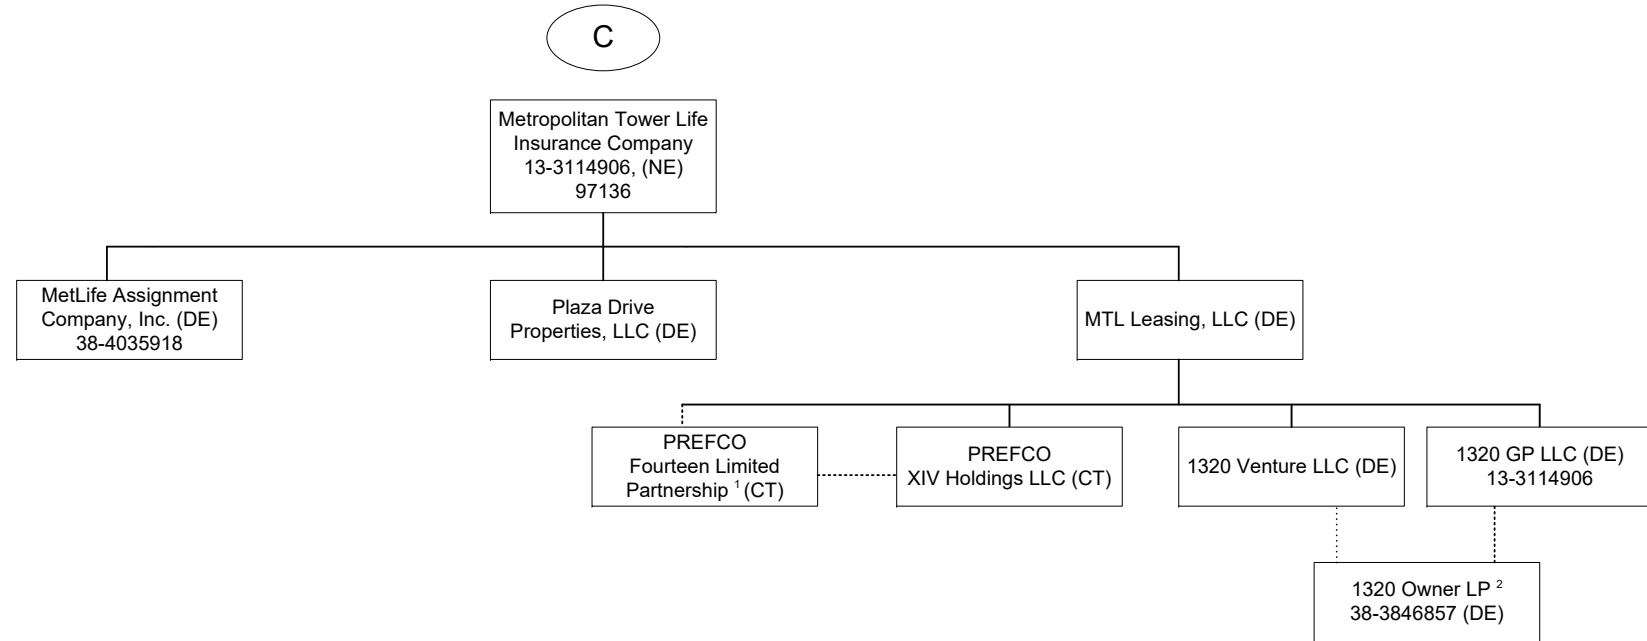 C
Metropolitan Tower Life
Insurance Company
13-3114906, (NE)
97136
MetLife Assignment
Company, Inc. (DE)
38-4035918
Plaza Drive
Properties, LLC (DE)
MTL Leasing, LLC (DE)
PREFCO
Fourteen Limited
Partnership ¹ (CT)
PREFCO
XIV Holdings LLC (CT)
1320 Venture LLC (DE)
1320 GP LLC (DE)
13-3114906
1320 Owner LP ²
38-3846857 (DE)